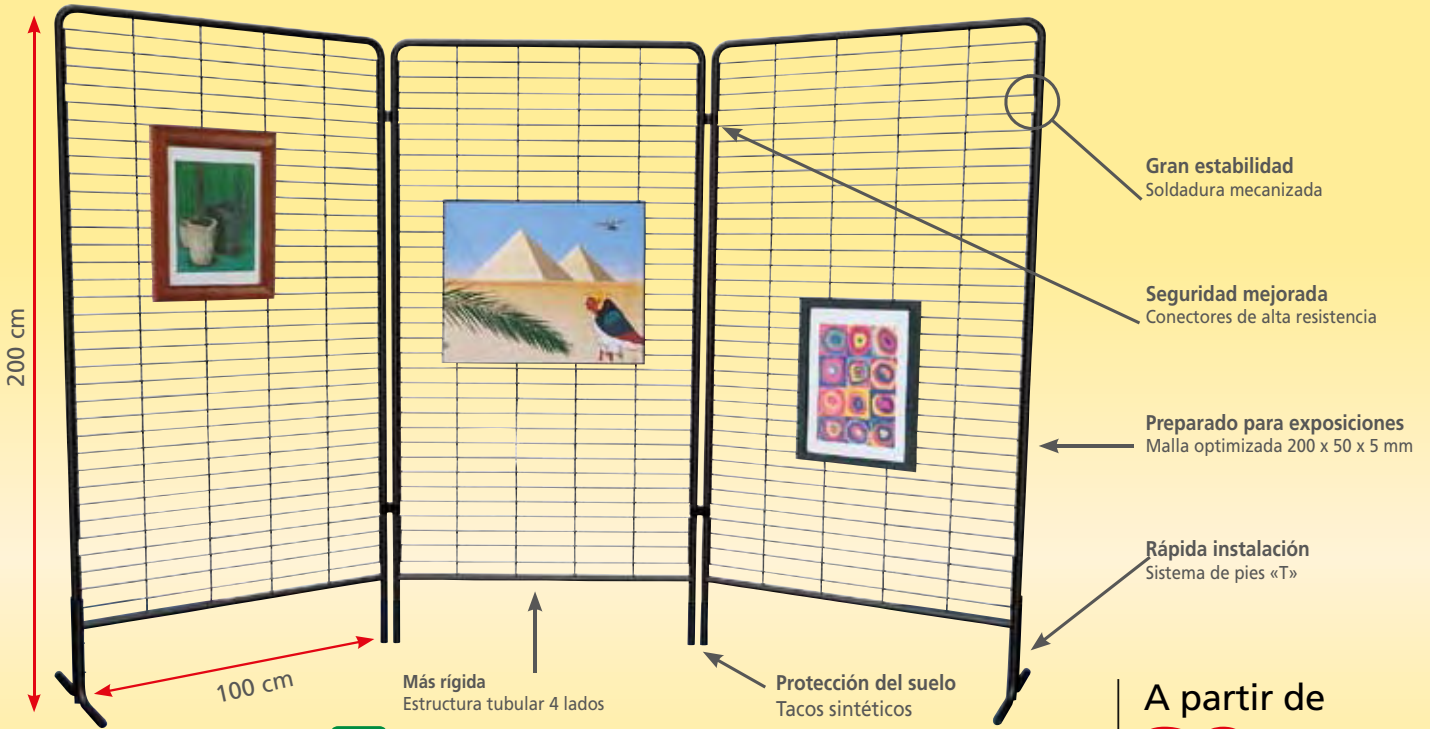 Gran estabilidad
Soldadura mecanizada
Seguridad mejorada
Conectores de alta resistencia
200 cm
Preparado para exposiciones
Malla optimizada 200 x 50 x 5 mm
Rápida instalación
Sistema de pies «T»
100 cm
Más rígida
Estructura tubular 4 lados
Protección del suelo
Tacos sintéticos
A partir de